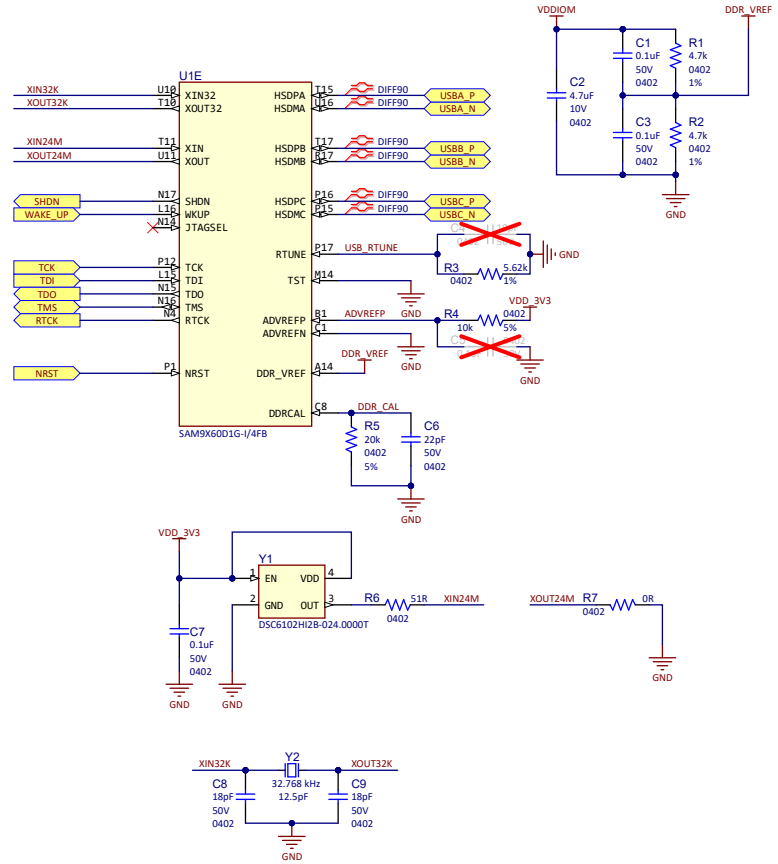 VDDIOM
DDR_VREF
C1
0.1uF
50V
0402
R1
4.7k
0402
1%
C2
4.7uF
10V
0402
C3
0.1uF
50V
0402
R2
4.7k
0402
1%
GND
U1E
XIN32K U10 XIN32 HSDPA T15 DIFF90 USBA_P
XOUT32K T10 XOUT32 HSDMA U16 DIFF90 USBA_N
XIN24M T11 XIN HSDPB T17 DIFF90 USBB_P
XOUT24M U11 XOUT HSDMB R17 DIFF90 USBB_N
SHDN N17 SHDN HSDPC P16 DIFF90 USBC_P
WAKE_UP L16 WKUP HSDMC P15 DIFF90 USBC_N
N14 JTAGSEL
RTUNE P17 USB_RTUNE
GND
R3
0402
5.62k
1%
TCK P12 TCK
TDI L15 TDI TST M14
GND
TDO N15 TDO
TMS N16 TMS
RTCK N4 RTCK
ADVREFP B1 ADVREFP R4 0402 VDD_3V3
10k 5%
ADVREFN C1
GND
GND
DDR_VREF
NRST P1 NRST DDR_VREF A14
DDRCAL C8 DDR_CAL
R5
20k
0402
5%
C6
22pF
50V
0402
GND
SAM9X60D1G-I/4FB
VDD_3V3
Y1
1 EN VDD 4
2 GND OUT 3
DSC6102HI2B-024.0000T
R6 51R XIN24M
0402
XOUT24M R7 0R
0402
GND
C7
0.1uF
50V
0402
GND
GND
XIN32K Y2 XOUT32K
32.768 kHz
12.5pF
C8
18pF
50V
0402
C9
18pF
50V
0402
GND